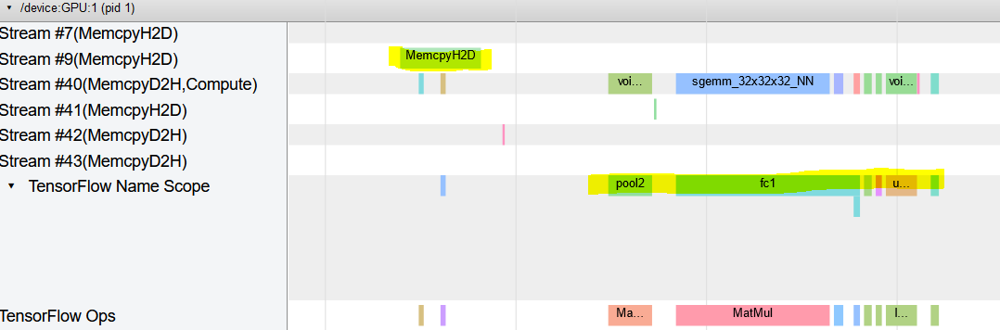 ▾ /device:GPU:1 (pid 1)
Stream #7(MemcpyH2D)
Stream #9(MemcpyH2D)
MemcpyH2D
Stream #40(MemcpyD2H,Compute)
voi... sgemm_32x32x32_NN voi...
Stream #41(MemcpyH2D)
Stream #42(MemcpyD2H)
Stream #43(MemcpyD2H)
▾ TensorFlow Name Scope
pool2 fc1 u...
TensorFlow Ops
Ma... MatMul l...